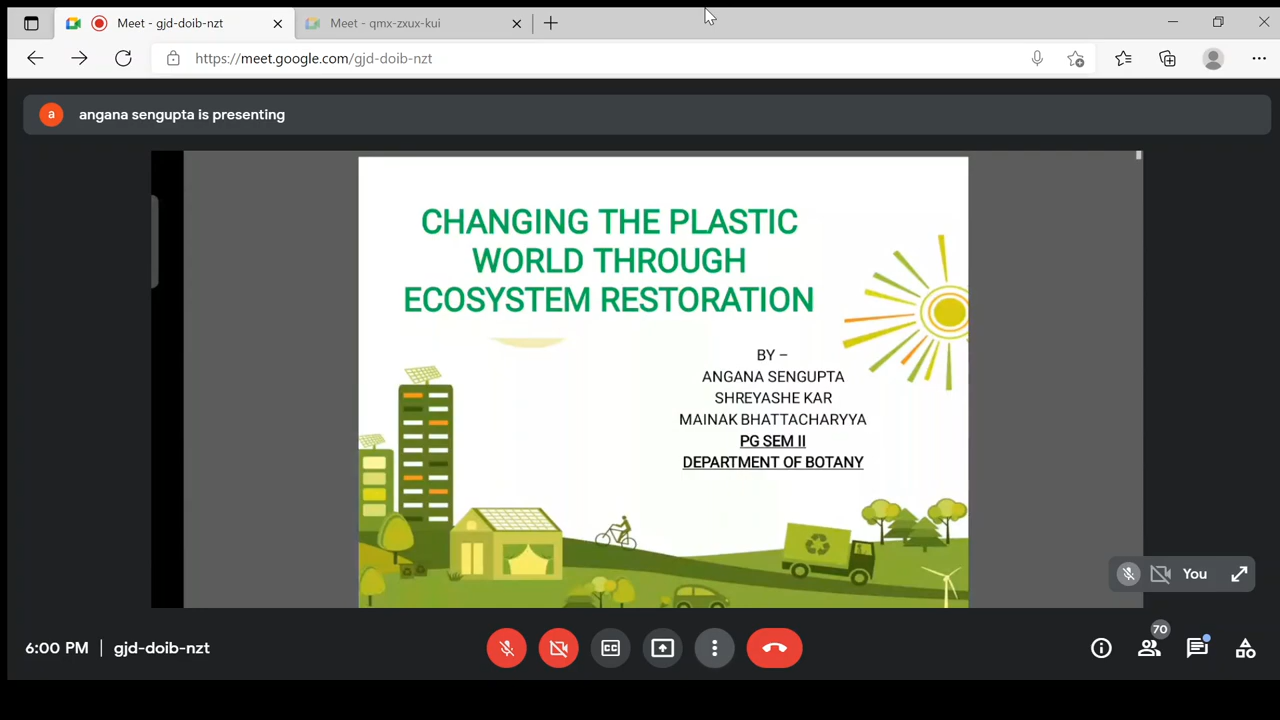 Meet - gjd-doib-nzt
Meet - qmx-zxux-kui
https://meet.google.com/gjd-doib-nzt
a
angana sengupta is presenting
CHANGING THE PLASTIC
WORLD THROUGH
ECOSYSTEM RESTORATION
BY –
ANGANA SENGUPTA
SHREYASHE KAR
MAINAK BHATTACHARYYA
PG SEM II
DEPARTMENT OF BOTANY
You
6:00 PM | gjd-doib-nzt
CC
70